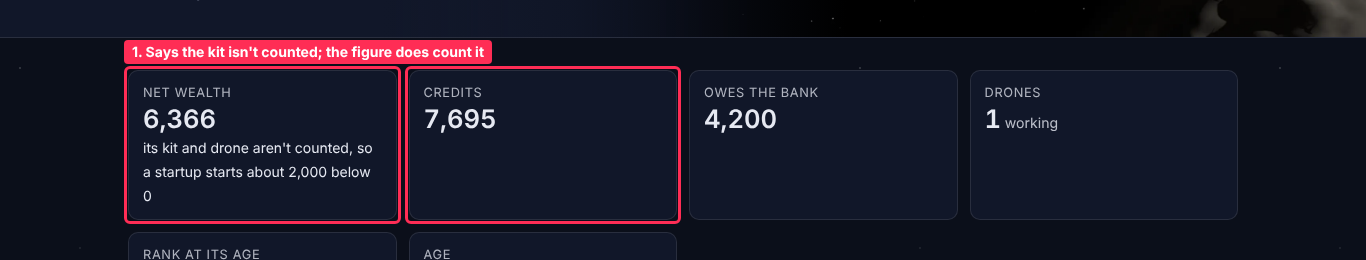 1. Says the kit isn't counted; the figure does count it
NET WEALTH
6,366
its kit and drone aren't counted, so
a startup starts about 2,000 below
0
CREDITS
7,695
OWES THE BANK
4,200
DRONES
1 working
RANK AT ITS AGE
AGE